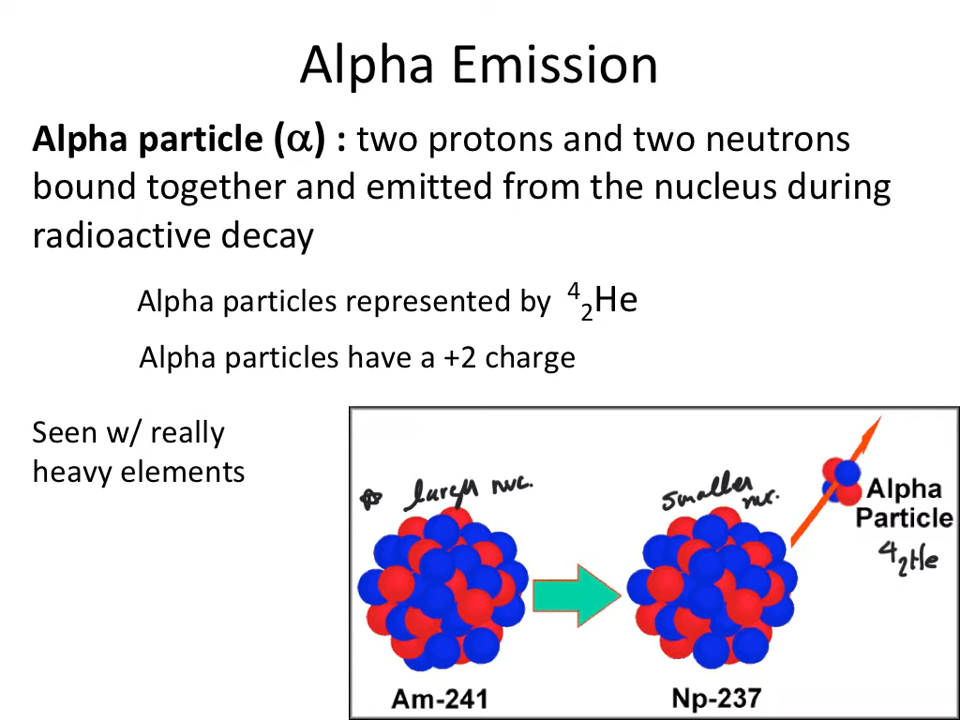 Alpha Emission
Alpha particle (α) : two protons and two neutrons
bound together and emitted from the nucleus during
radioactive decay
Alpha particles represented by ⁴₂He
Alpha particles have a +2 charge
Seen w/ really
heavy elements
☆ large nuc.
smaller
nuc.
Alpha
Particle
⁴₂He
Am-241
Np-237